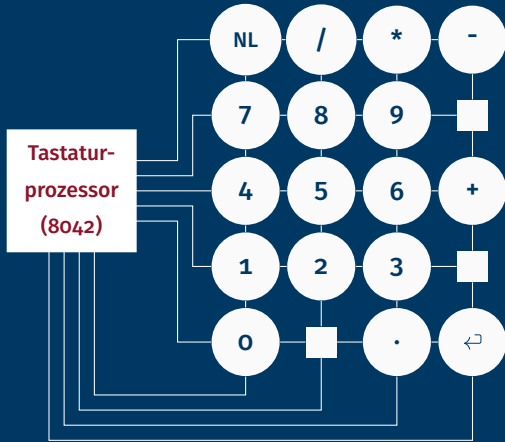 NL / * -
7 8 9
Tastatur-
prozessor
(8042)
4 5 6 +
1 2 3
0 . ↵